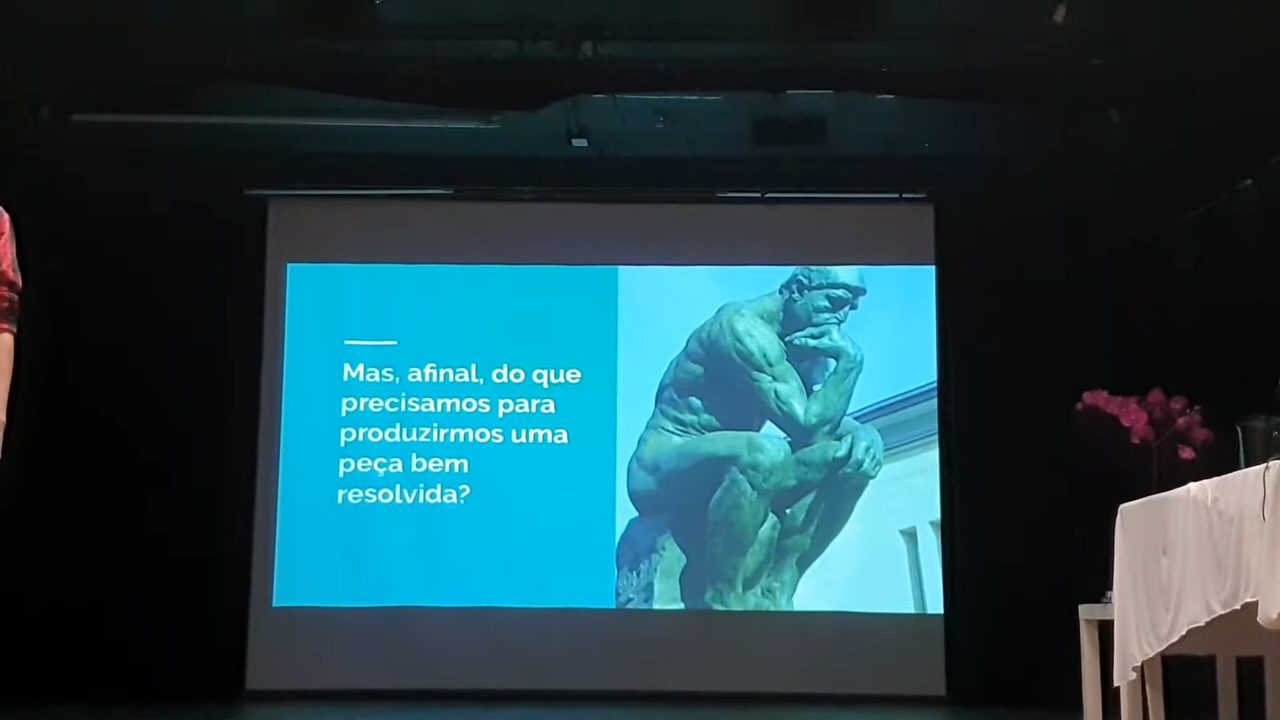 Mas, afinal, do que
precisamos para
produzirmos uma
peça bem
resolvida?